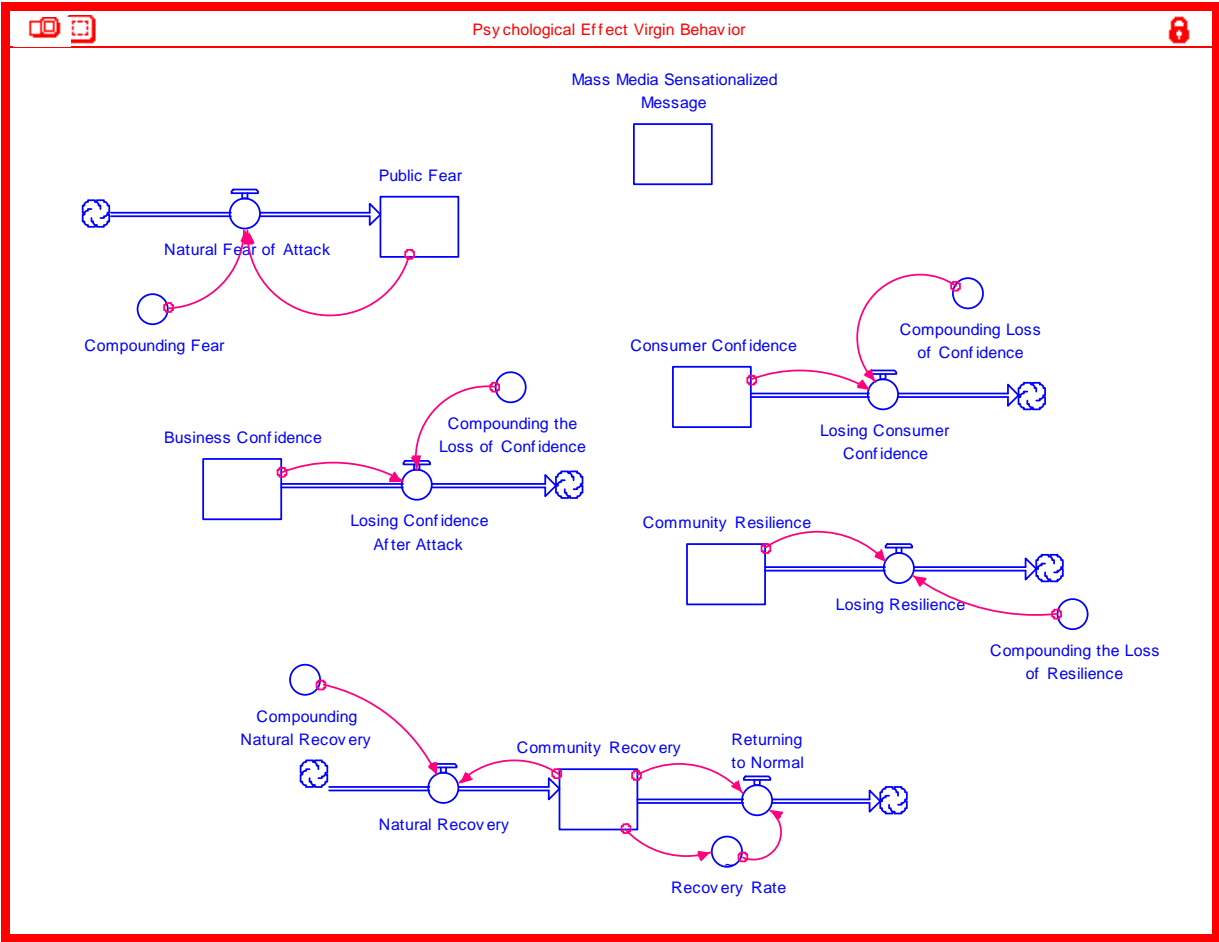 Psychological Effect Virgin Behavior
Mass Media Sensationalized
Message
Public Fear
Natural Fear of Attack
Compounding Fear
Compounding Loss
of Confidence
Consumer Confidence
Losing Consumer
Confidence
Compounding the
Loss of Confidence
Business Confidence
Losing Confidence
After Attack
Community Resilience
Losing Resilience
Compounding the Loss
of Resilience
Compounding
Natural Recovery
Community Recovery
Returning
to Normal
Natural Recovery
Recovery Rate